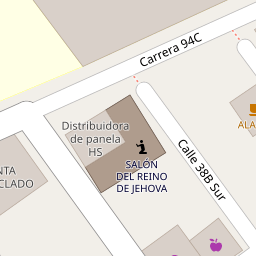 Carrera 94C
Distribuidora
de panela
HS
Calle 38B Sur
SALÓN
DEL REINO
DE JEHOVA
ALA
NTA
CLADO